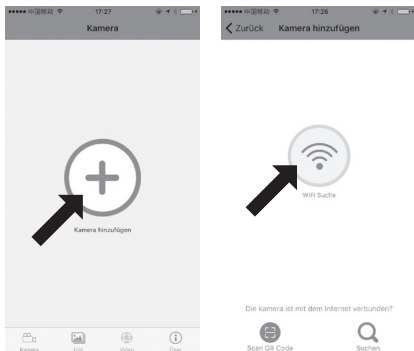 中国移动 17:27
Kamera
Kamera hinzufügen
Kamera Bild Video Über
中国移动 17:26
Zurück Kamera hinzufügen
WIFI Suche
Die kamera ist mit dem Internet verbunden?
Scan QR Code Suchen